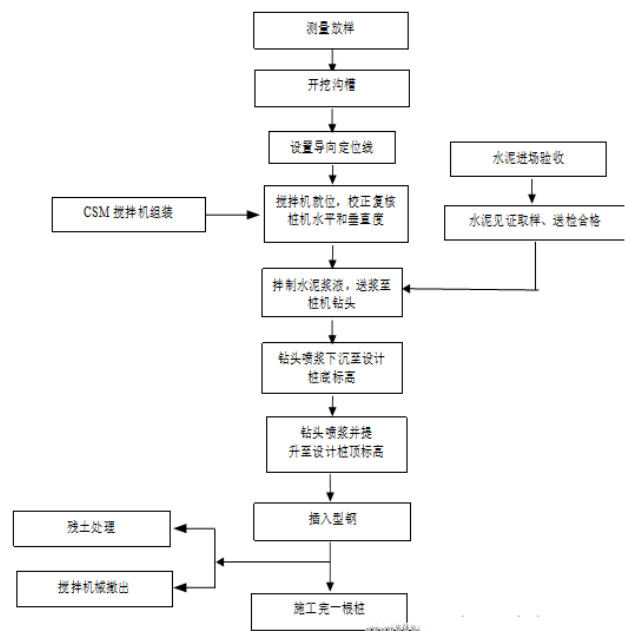 测量放样
开挖沟槽
设置导向定位线
水泥进场验收
CSM 搅拌机组装
搅拌机就位，校正复核
桩机水平和垂直度
水泥见证取样、送检合格
拌制水泥浆液，送浆至
桩机钻头
钻头喷浆下沉至设计
桩底标高
钻头喷浆并提
升至设计桩顶标高
插入型钢
残土处理
搅拌机械撤出
施工完一根桩